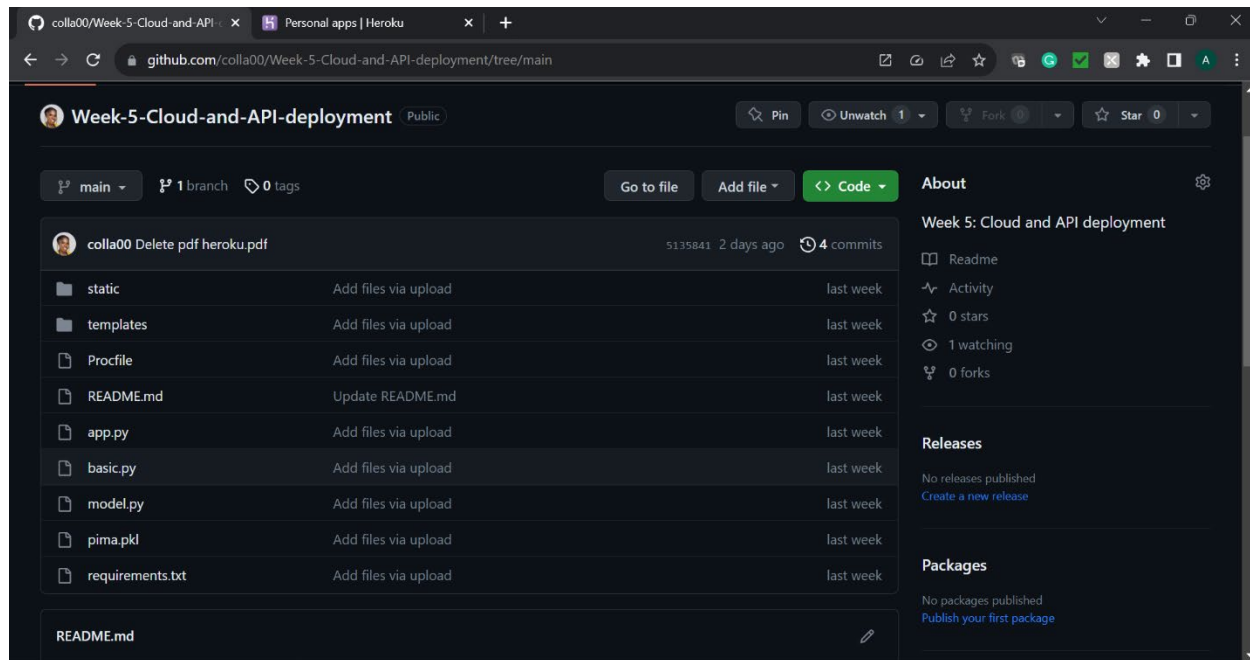 colla00/Week-5-Cloud-and-API-c
Personal apps | Heroku
github.com/colla00/Week-5-Cloud-and-API-deployment/tree/main
A
Week-5-Cloud-and-API-deployment Public
Pin
Unwatch 1
Fork 0
Star 0
main
1 branch
0 tags
Go to file
Add file
<> Code
colla00 Delete pdf heroku.pdf
5135841 2 days ago
4 commits
static Add files via upload last week
templates Add files via upload last week
Procfile Add files via upload last week
README.md Update README.md last week
app.py Add files via upload last week
basic.py Add files via upload last week
model.py Add files via upload last week
pima.pkl Add files via upload last week
requirements.txt Add files via upload last week
README.md
About
Week 5: Cloud and API deployment
Readme
Activity
0 stars
1 watching
0 forks
Releases
No releases published
Create a new release
Packages
No packages published
Publish your first package